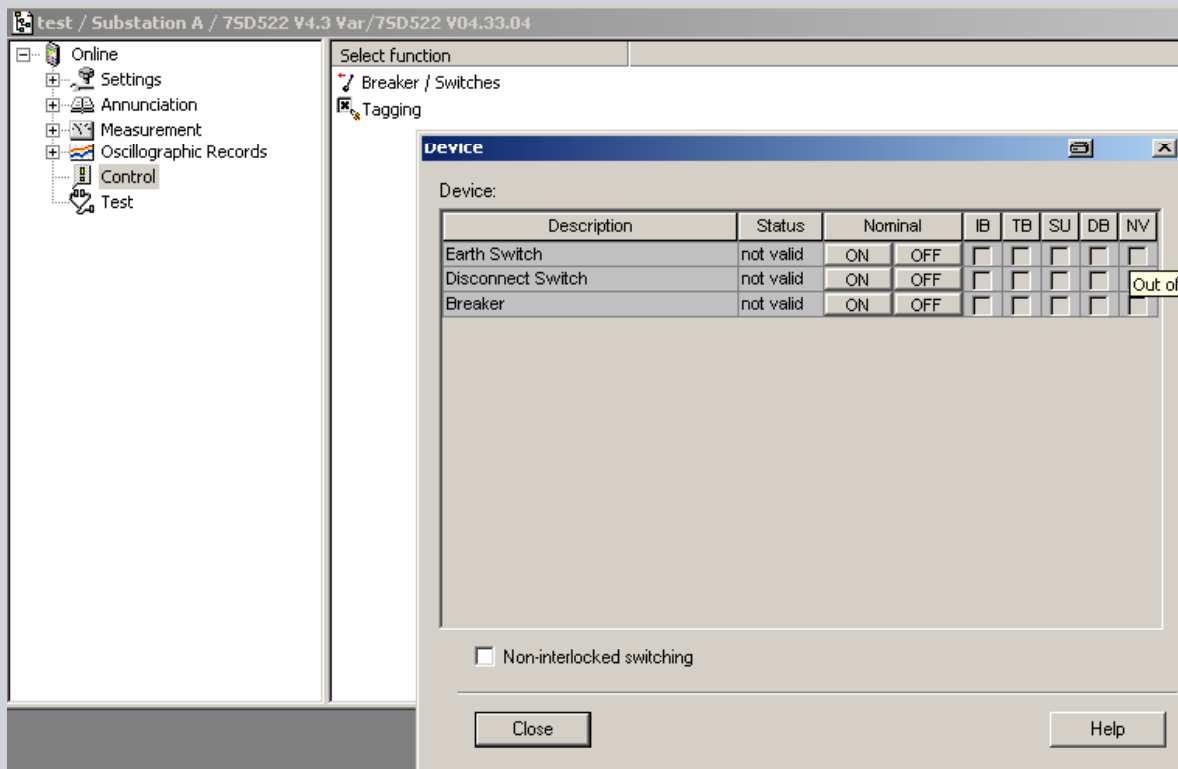 test / Substation A / 7SD522 V4.3 Var/7SD522 V04.33.04
Online
Settings
Annunciation
Measurement
Oscillographic Records
Control
Test
Select function
Breaker / Switches
Tagging
Device
Device:
Description Status Nominal IB TB SU DB NV
Earth Switch not valid ON OFF
Disconnect Switch not valid ON OFF
Out of
Breaker not valid ON OFF
Non-interlocked switching
Close Help